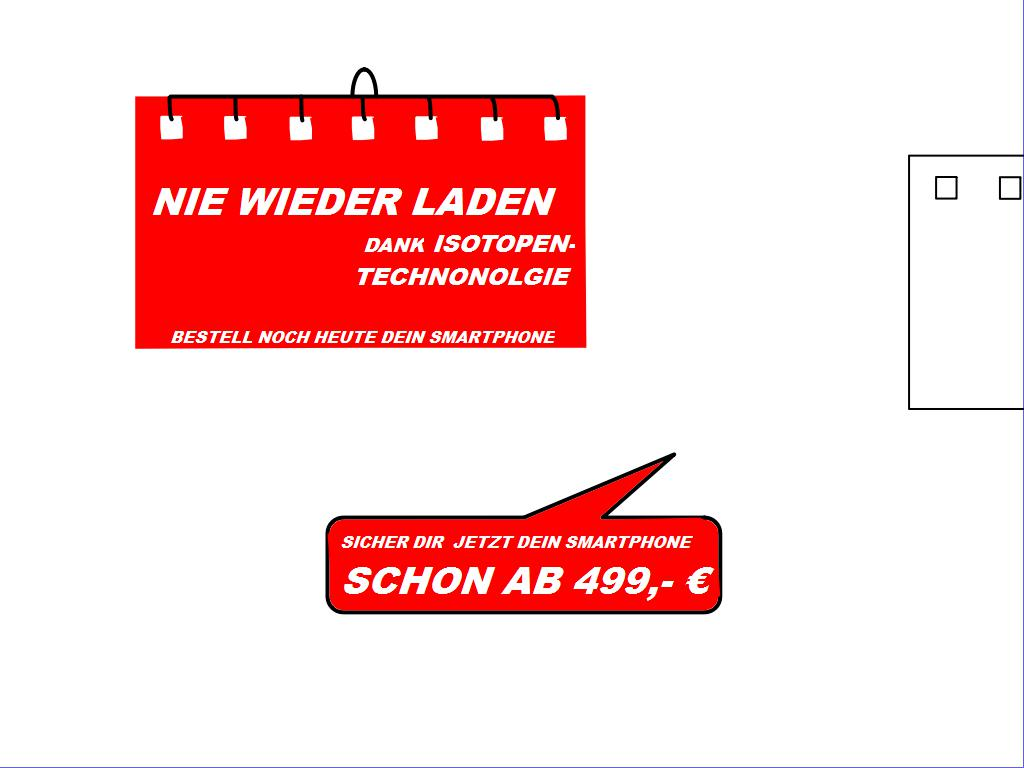 NIE WIEDER LADEN
DANK ISOTOPEN-
TECHNONOLGIE
BESTELL NOCH HEUTE DEIN SMARTPHONE
SICHER DIR JETZT DEIN SMARTPHONE
SCHON AB 499,- €